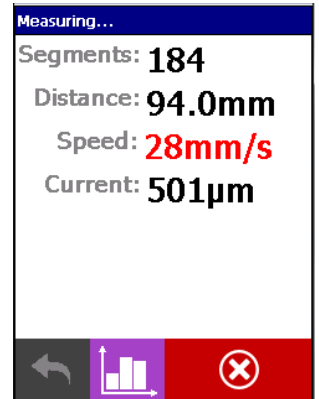 Measuring...
Segments: 184
Distance: 94.0mm
Speed: 28mm/s
Current: 501µm